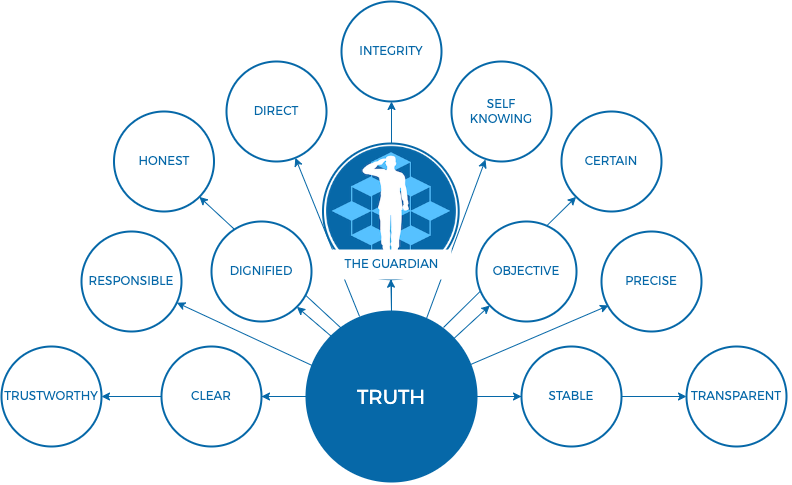 INTEGRITY
DIRECT
SELF
KNOWING
HONEST
CERTAIN
THE GUARDIAN
DIGNIFIED
OBJECTIVE
RESPONSIBLE
PRECISE
TRUSTWORTHY
CLEAR
TRUTH
STABLE
TRANSPARENT